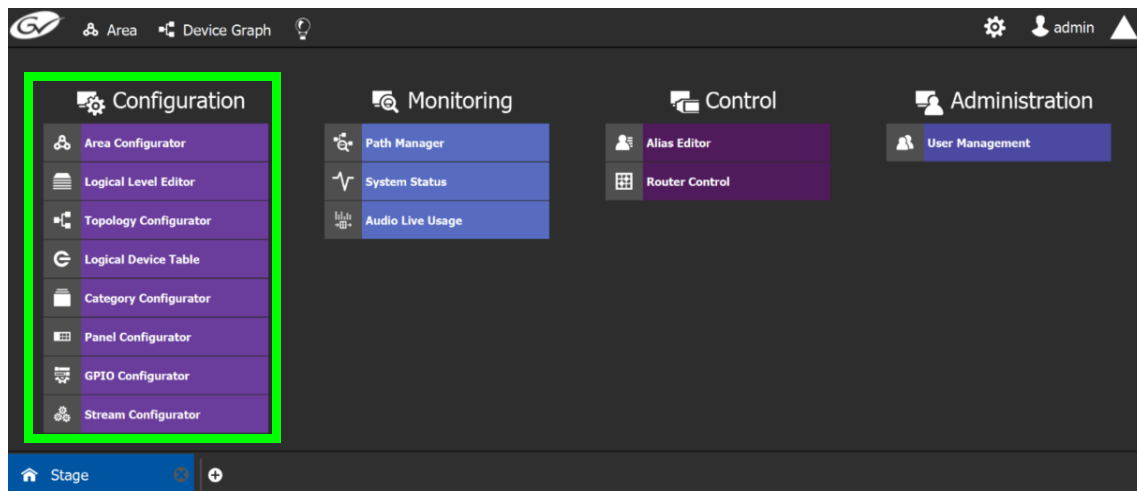 GV Area Device Graph admin
Configuration
Area Configurator
Logical Level Editor
Topology Configurator
Logical Device Table
Category Configurator
Panel Configurator
GPIO Configurator
Stream Configurator
Monitoring
Path Manager
System Status
Audio Live Usage
Control
Alias Editor
Router Control
Administration
User Management
Stage